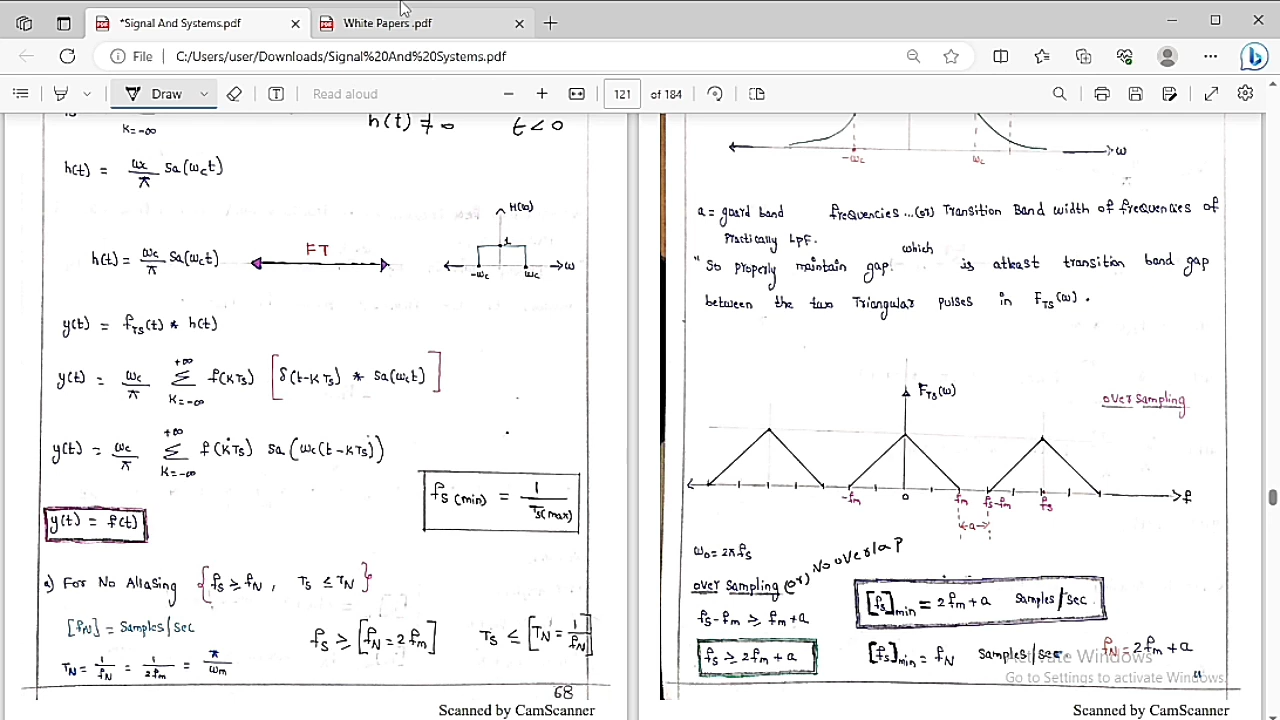 *Signal And Systems.pdf
White Papers .pdf
File
C:/Users/user/Downloads/Signal%20And%20Systems.pdf
Draw
Read aloud
121
of 184
K=-∞
h(t) ≠ 0 t < 0
h(t) = ωc/π Sa(ωct)
h(t) = ωc/π Sa(ωct)
FT
H(ω)
1
-ωc ωc ω
y(t) = fTS(t) * h(t)
y(t) = ωc/π Σ(K=-∞ to +∞) f(KTs) [δ(t-KTs) * Sa(ωct)]
y(t) = ωc/π Σ(K=-∞ to +∞) f(KTs) Sa(ωc(t-KTs))
fs(min) = 1/Ts(max)
y(t) = f(t)
For No Aliasing {fs ≥ fN, Ts ≤ TN}
[fN] = Samples/sec
fs ≥ [fN = 2fm]
Ts ≤ [TN = 1/fN]
TN = 1/fN = 1/2fm = π/ωm
68
Scanned by CamScanner
-ωc ωc ω
a = guard band frequencies...(or) Transition Band width of frequencies of
Practically LPF.
"So properly maintain gap which is atleast transition band gap
between the two Triangular pulses in FTS(ω).
FTS(ω)
over sampling
-fm 0 fm fs-fm fs f
a
ω0 = 2πfs
over sampling (or) No overlap
[fs]min = 2fm + a Samples/sec.
fs-fm ≥ fm+a
fs ≥ 2fm + a
[fs]min = fN Samples/sec.
fN = 2fm + a
Activate Windows
Go to Settings to activate Windows.
Scanned by CamScanner